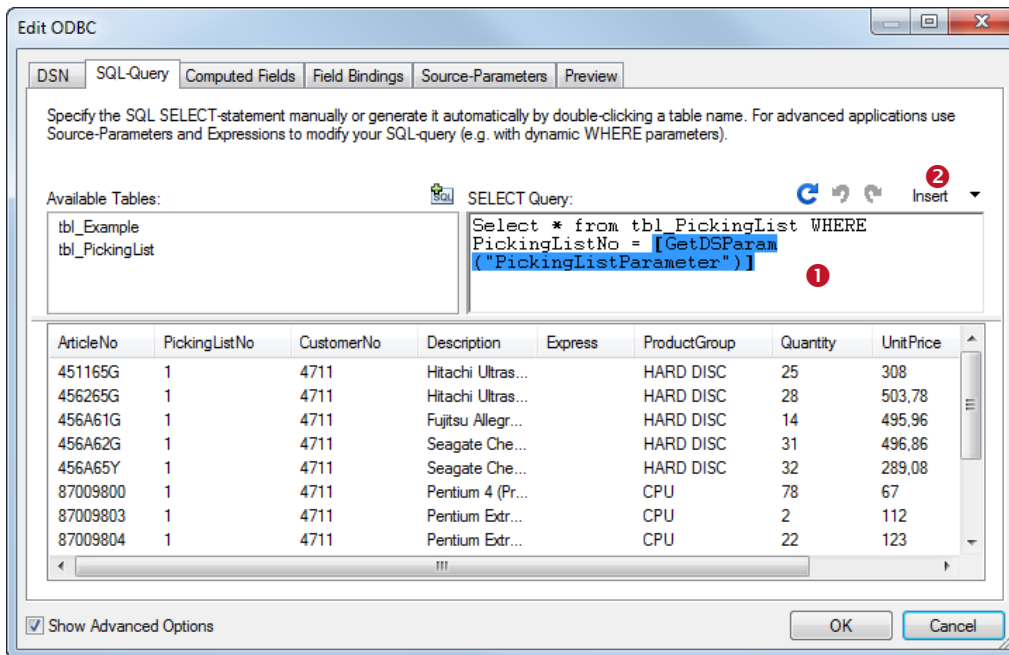 Edit ODBC
DSN SQL-Query Computed Fields Field Bindings Source-Parameters Preview
Specify the SQL SELECT-statement manually or generate it automatically by double-clicking a table name. For advanced applications use
Source-Parameters and Expressions to modify your SQL-query (e.g. with dynamic WHERE parameters).
2
Available Tables: SQL SELECT Query: Insert
tbl_Example
tbl_PickingList
Select * from tbl_PickingList WHERE
PickingListNo = [GetDSParam
("PickingListParameter")]
1
ArticleNo PickingListNo CustomerNo Description Express ProductGroup Quantity UnitPrice
451165G 1 4711 Hitachi Ultras... HARD DISC 25 308
456265G 1 4711 Hitachi Ultras... HARD DISC 28 503,78
456A61G 1 4711 Fujitsu Allegr... HARD DISC 14 495,96
456A62G 1 4711 Seagate Che... HARD DISC 31 496,86
456A65Y 1 4711 Seagate Che... HARD DISC 32 289,08
87009800 1 4711 Pentium 4 (Pr... CPU 78 67
87009803 1 4711 Pentium Extr... CPU 2 112
87009804 1 4711 Pentium Extr... CPU 22 123
Show Advanced Options OK Cancel